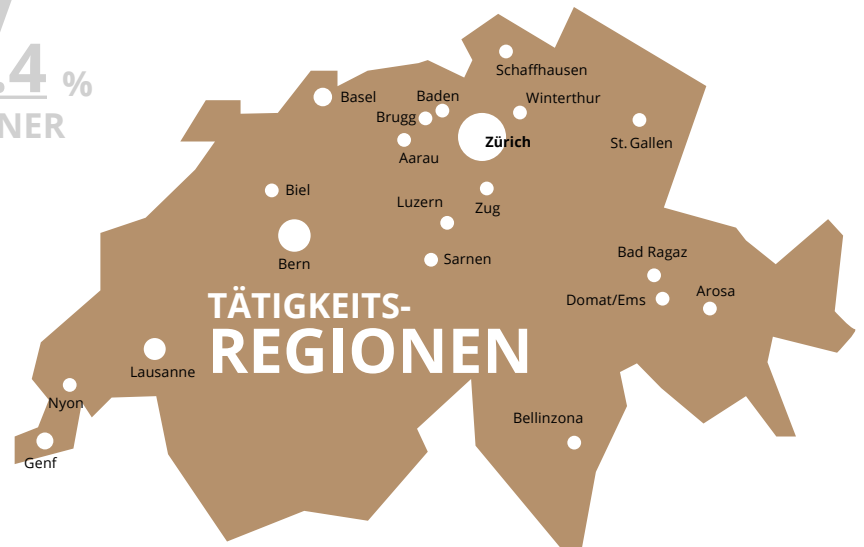 .4 %
NER
Schaffhausen
Basel
Baden
Winterthur
Brugg
Zürich
St. Gallen
Aarau
Biel
Luzern
Zug
Bern
Sarnen
Bad Ragaz
Arosa
Domat/Ems
TÄTIGKEITS-
REGIONEN
Lausanne
Nyon
Bellinzona
Genf